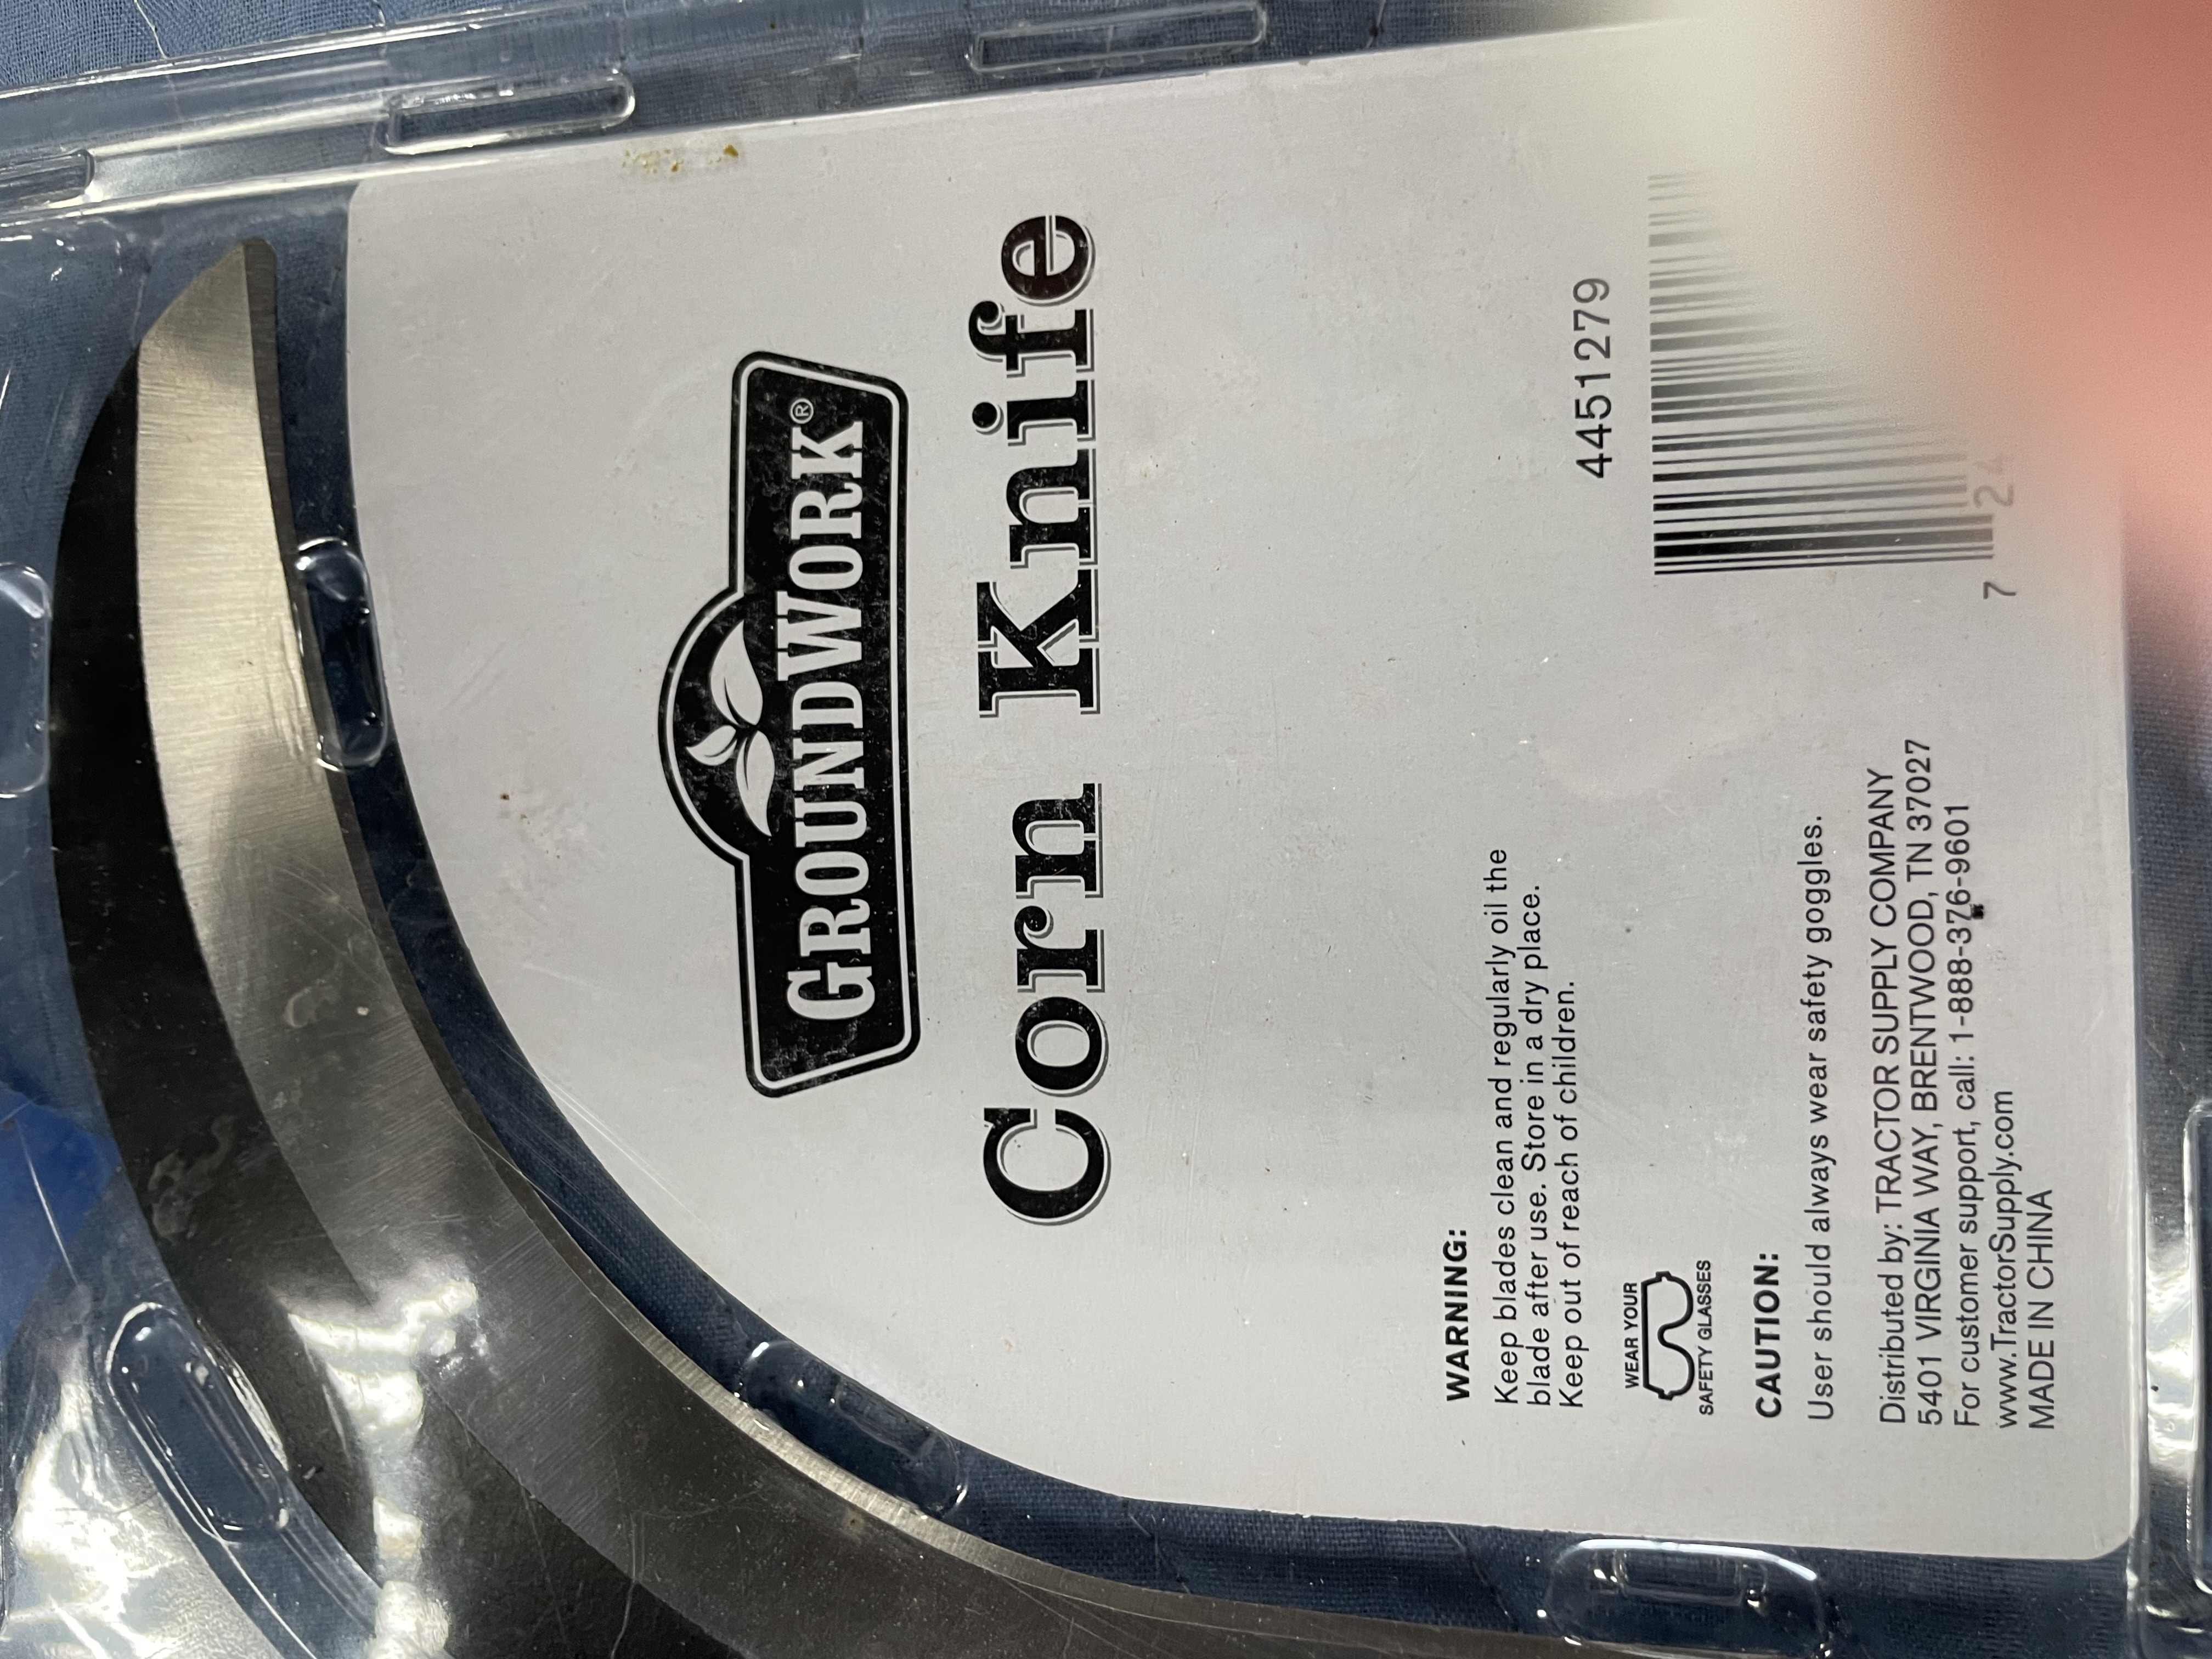 GROUNDWORK®
Corn Knife
WARNING:
Keep blades clean and regularly oil the
blade after use. Store in a dry place.
Keep out of reach of children.
WEAR YOUR
SAFETY GLASSES
CAUTION:
User should always wear safety goggles.
Distributed by: TRACTOR SUPPLY COMPANY
5401 VIRGINIA WAY, BRENTWOOD, TN 37027
For customer support, call: 1-888-376-9601
www.TractorSupply.com
MADE IN CHINA
4451279
7 2